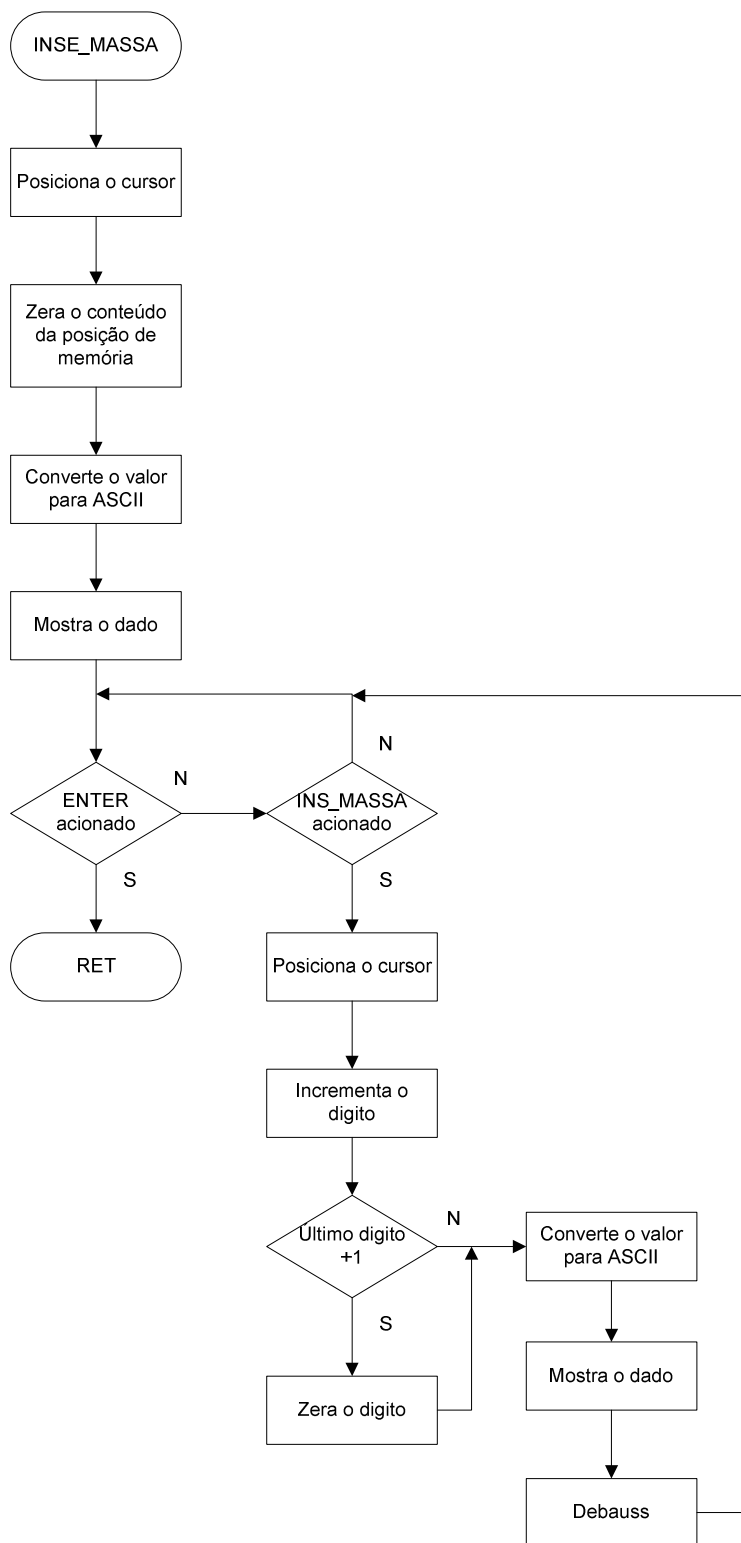 INSE_MASSA
Posiciona o cursor
Zera o conteúdo
da posição de
memória
Converte o valor
para ASCII
Mostra o dado
ENTER
acionado
N
S
RET
INS_MASSA
acionado
N
S
Posiciona o cursor
Incrementa o
digito
Último digito
+1
N
S
Zera o digito
Converte o valor
para ASCII
Mostra o dado
Debauss